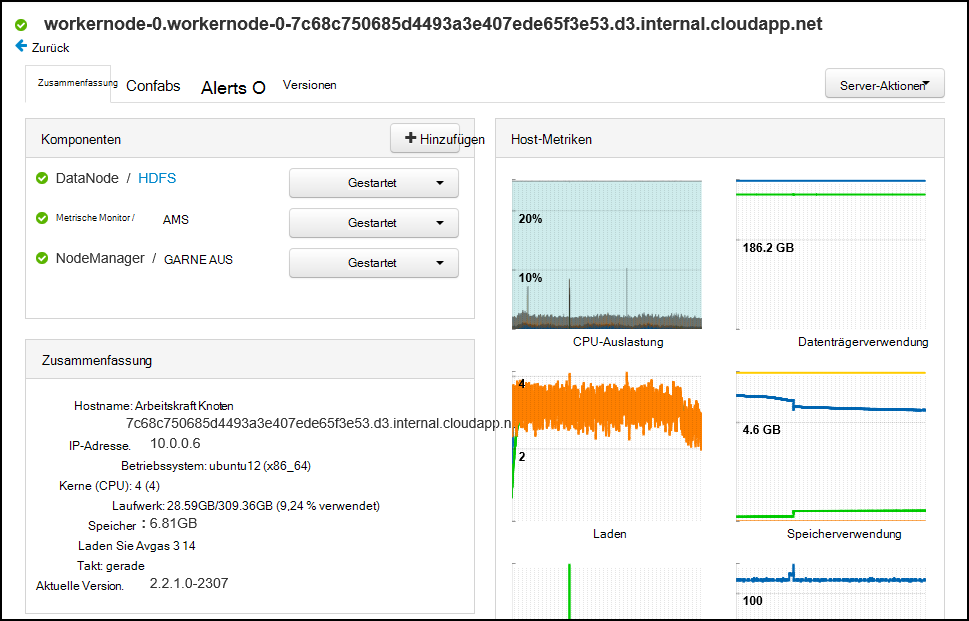 workernode-0.workernode-0-7c68c750685d4493a3e407ede65f3e53.d3.internal.cloudapp.net
Zurück
Zusammenfassung Confabs Alerts O Versionen
Server-Aktionen
Komponenten
Hinzufügen
DataNode / HDFS
Gestartet
Metrische Monitor / AMS
Gestartet
NodeManager / GARNE AUS
Gestartet
Zusammenfassung
Hostname: Arbeitskraft Knoten
7c68c750685d4493a3e407ede65f3e53.d3.internal.cloudapp.n
IP-Adresse. 10.0.0.6
Betriebssystem: ubuntu12 (x86_64)
Kerne (CPU): 4 (4)
Laufwerk: 28.59GB/309.36GB (9,24 % verwendet)
Speicher : 6.81GB
Laden Sie Avgas 3 14
Takt: gerade
Aktuelle Version. 2.2.1.0-2307
Host-Metriken
20%
10%
CPU-Auslastung
186.2 GB
Datenträgerverwendung
4
2
Laden
4.6 GB
Speicherverwendung
100